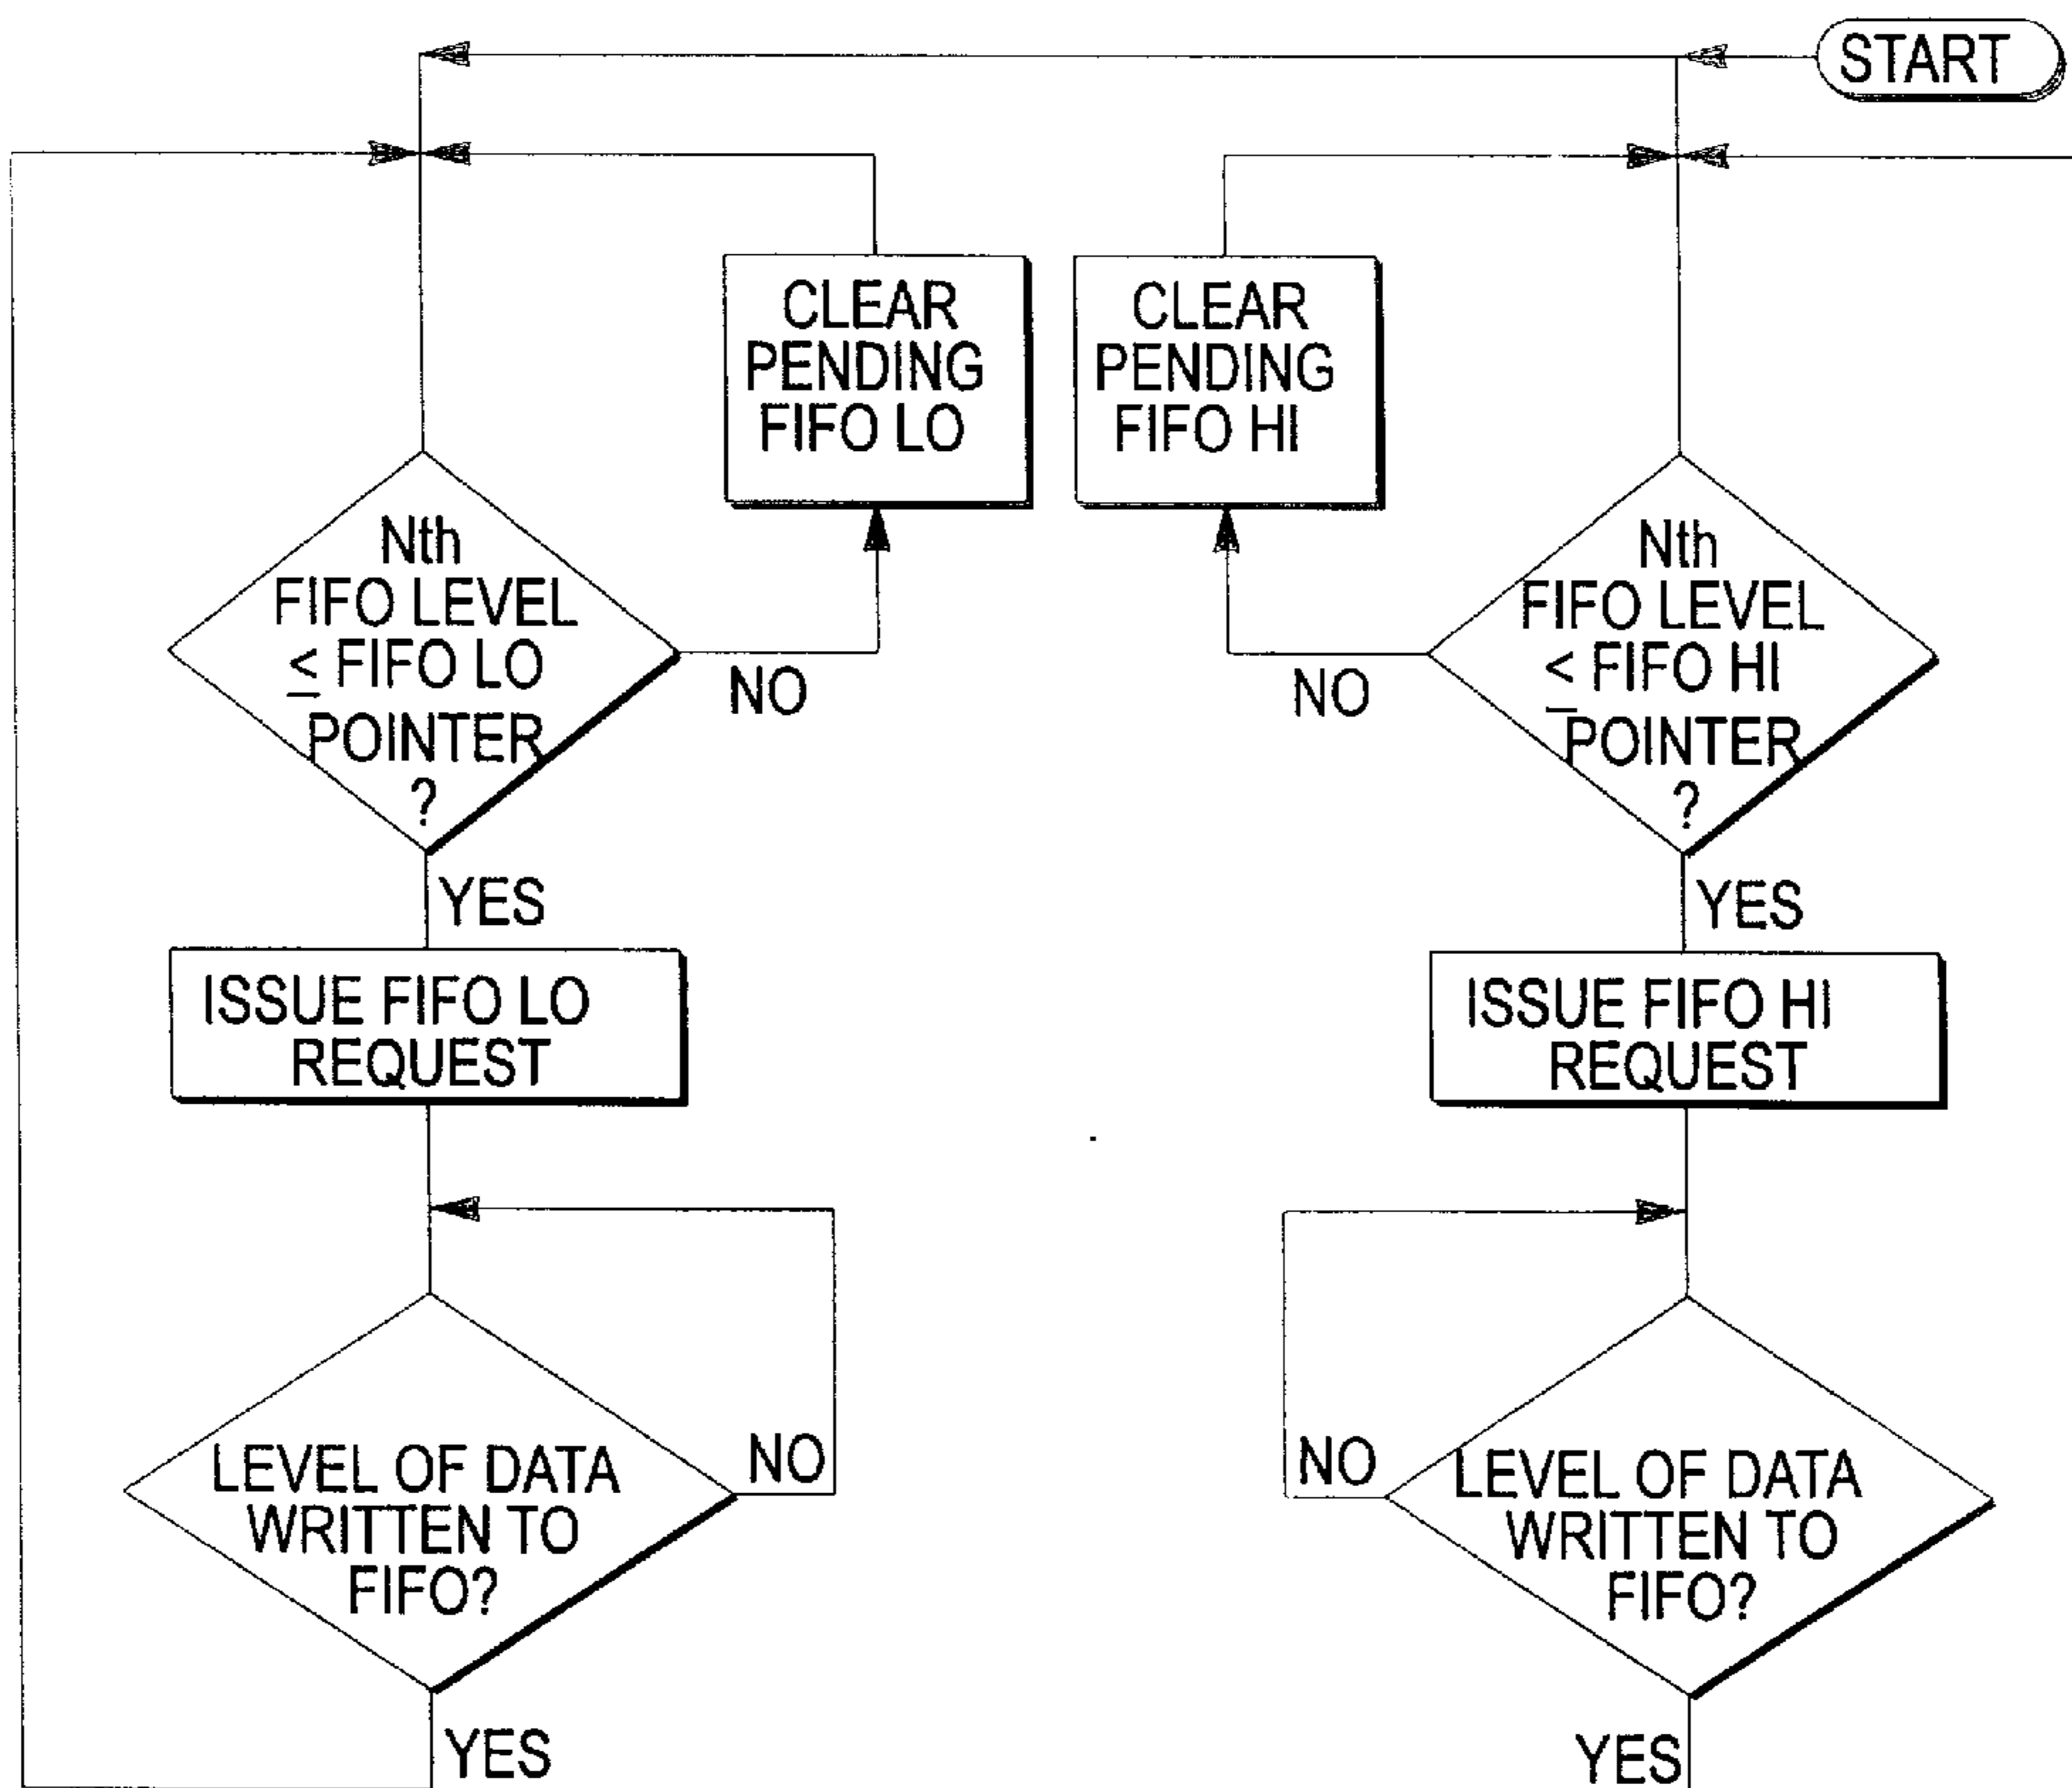 START
CLEAR
PENDING
FIFO LO
CLEAR
PENDING
FIFO HI
Nth
FIFO LEVEL
≤ FIFO LO
POINTER
?
NO
Nth
FIFO LEVEL
≤ FIFO HI
POINTER
?
NO
YES
YES
ISSUE FIFO LO
REQUEST
ISSUE FIFO HI
REQUEST
LEVEL OF DATA
WRITTEN TO
FIFO?
NO
NO
LEVEL OF DATA
WRITTEN TO
FIFO?
YES
YES